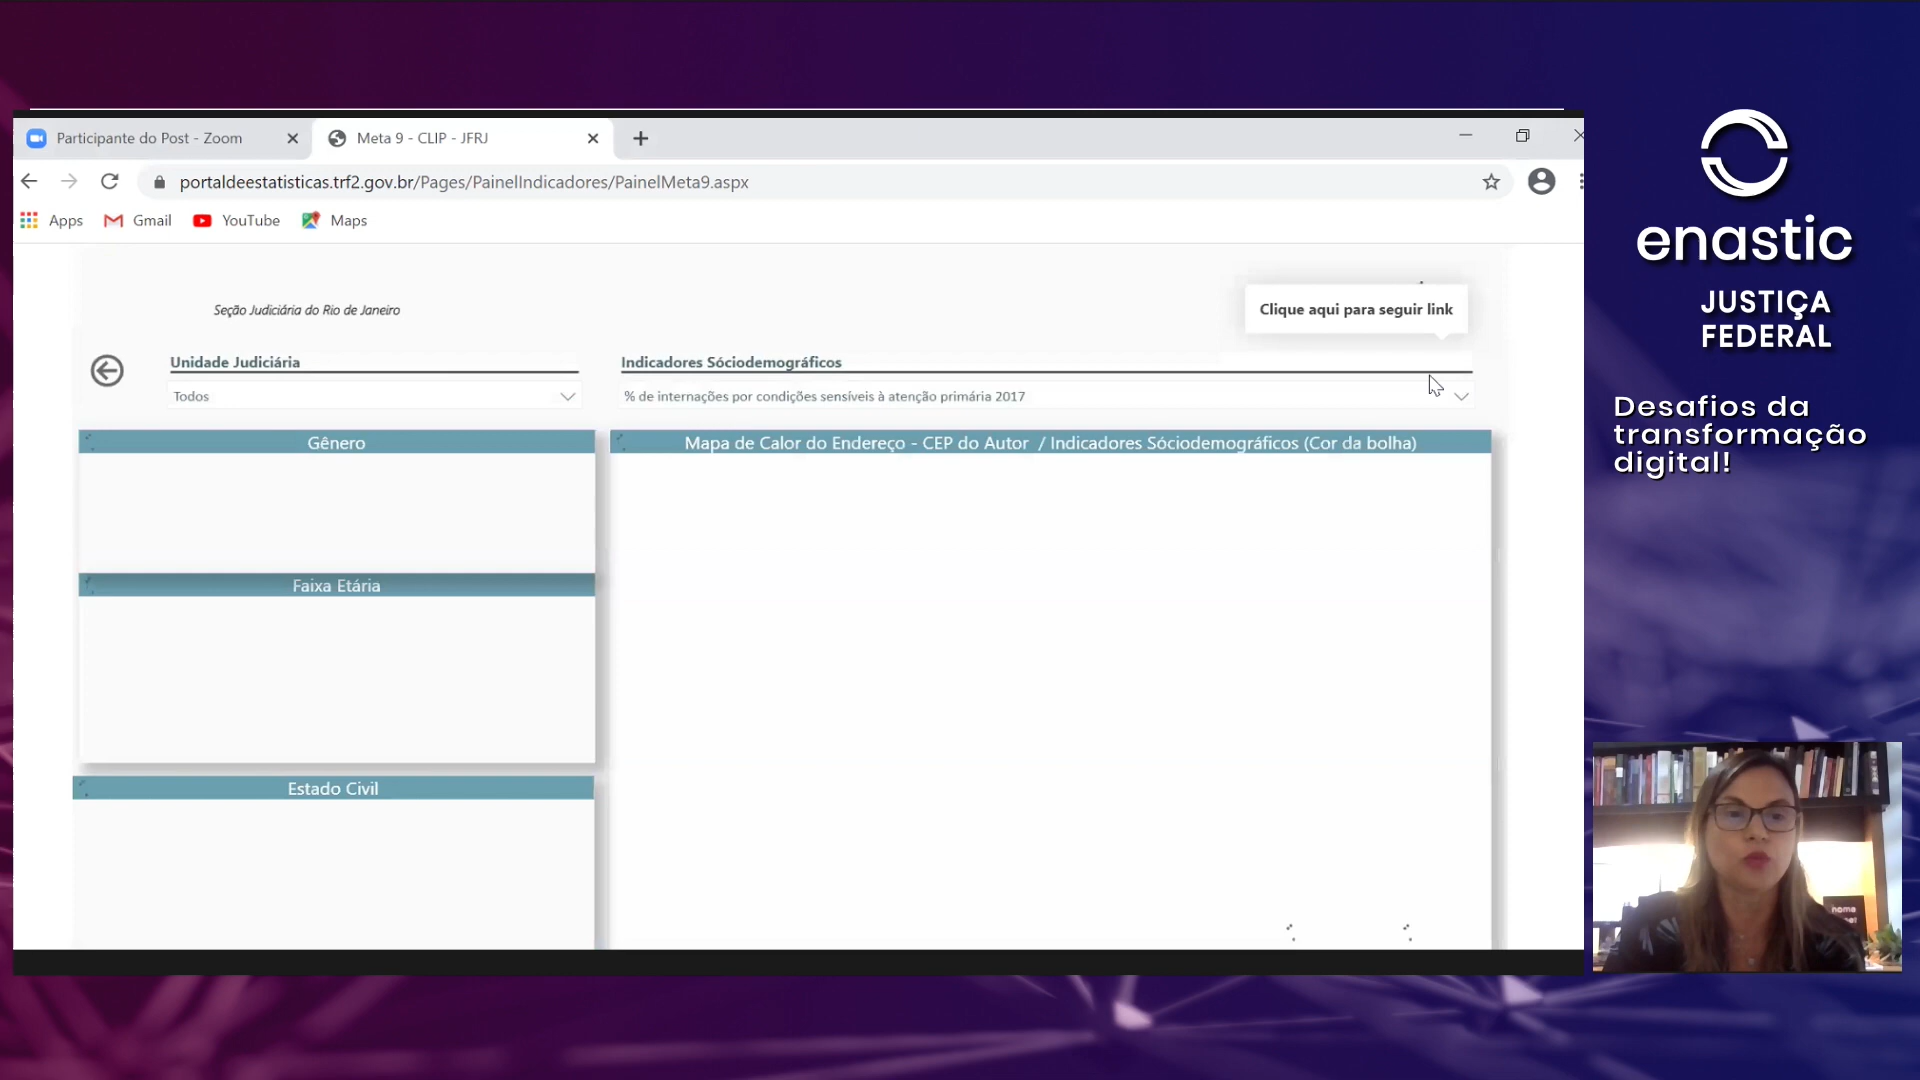 Participante do Post - Zoom
Meta 9 - CLIP - JFRJ
portaldeestatisticas.trf2.gov.br/Pages/PainelIndicadores/PainelMeta9.aspx
Apps
Gmail
YouTube
Maps
Seção Judiciária do Rio de Janeiro
Clique aqui para seguir link
Unidade Judiciária
Todos
Indicadores Sóciodemográficos
% de internações por condições sensíveis à atenção primária 2017
Gênero
Mapa de Calor do Endereço - CEP do Autor / Indicadores Sóciodemográficos (Cor da bolha)
Faixa Etária
Estado Civil
enastic
JUSTIÇA
FEDERAL
Desafios da
transformação
digital!